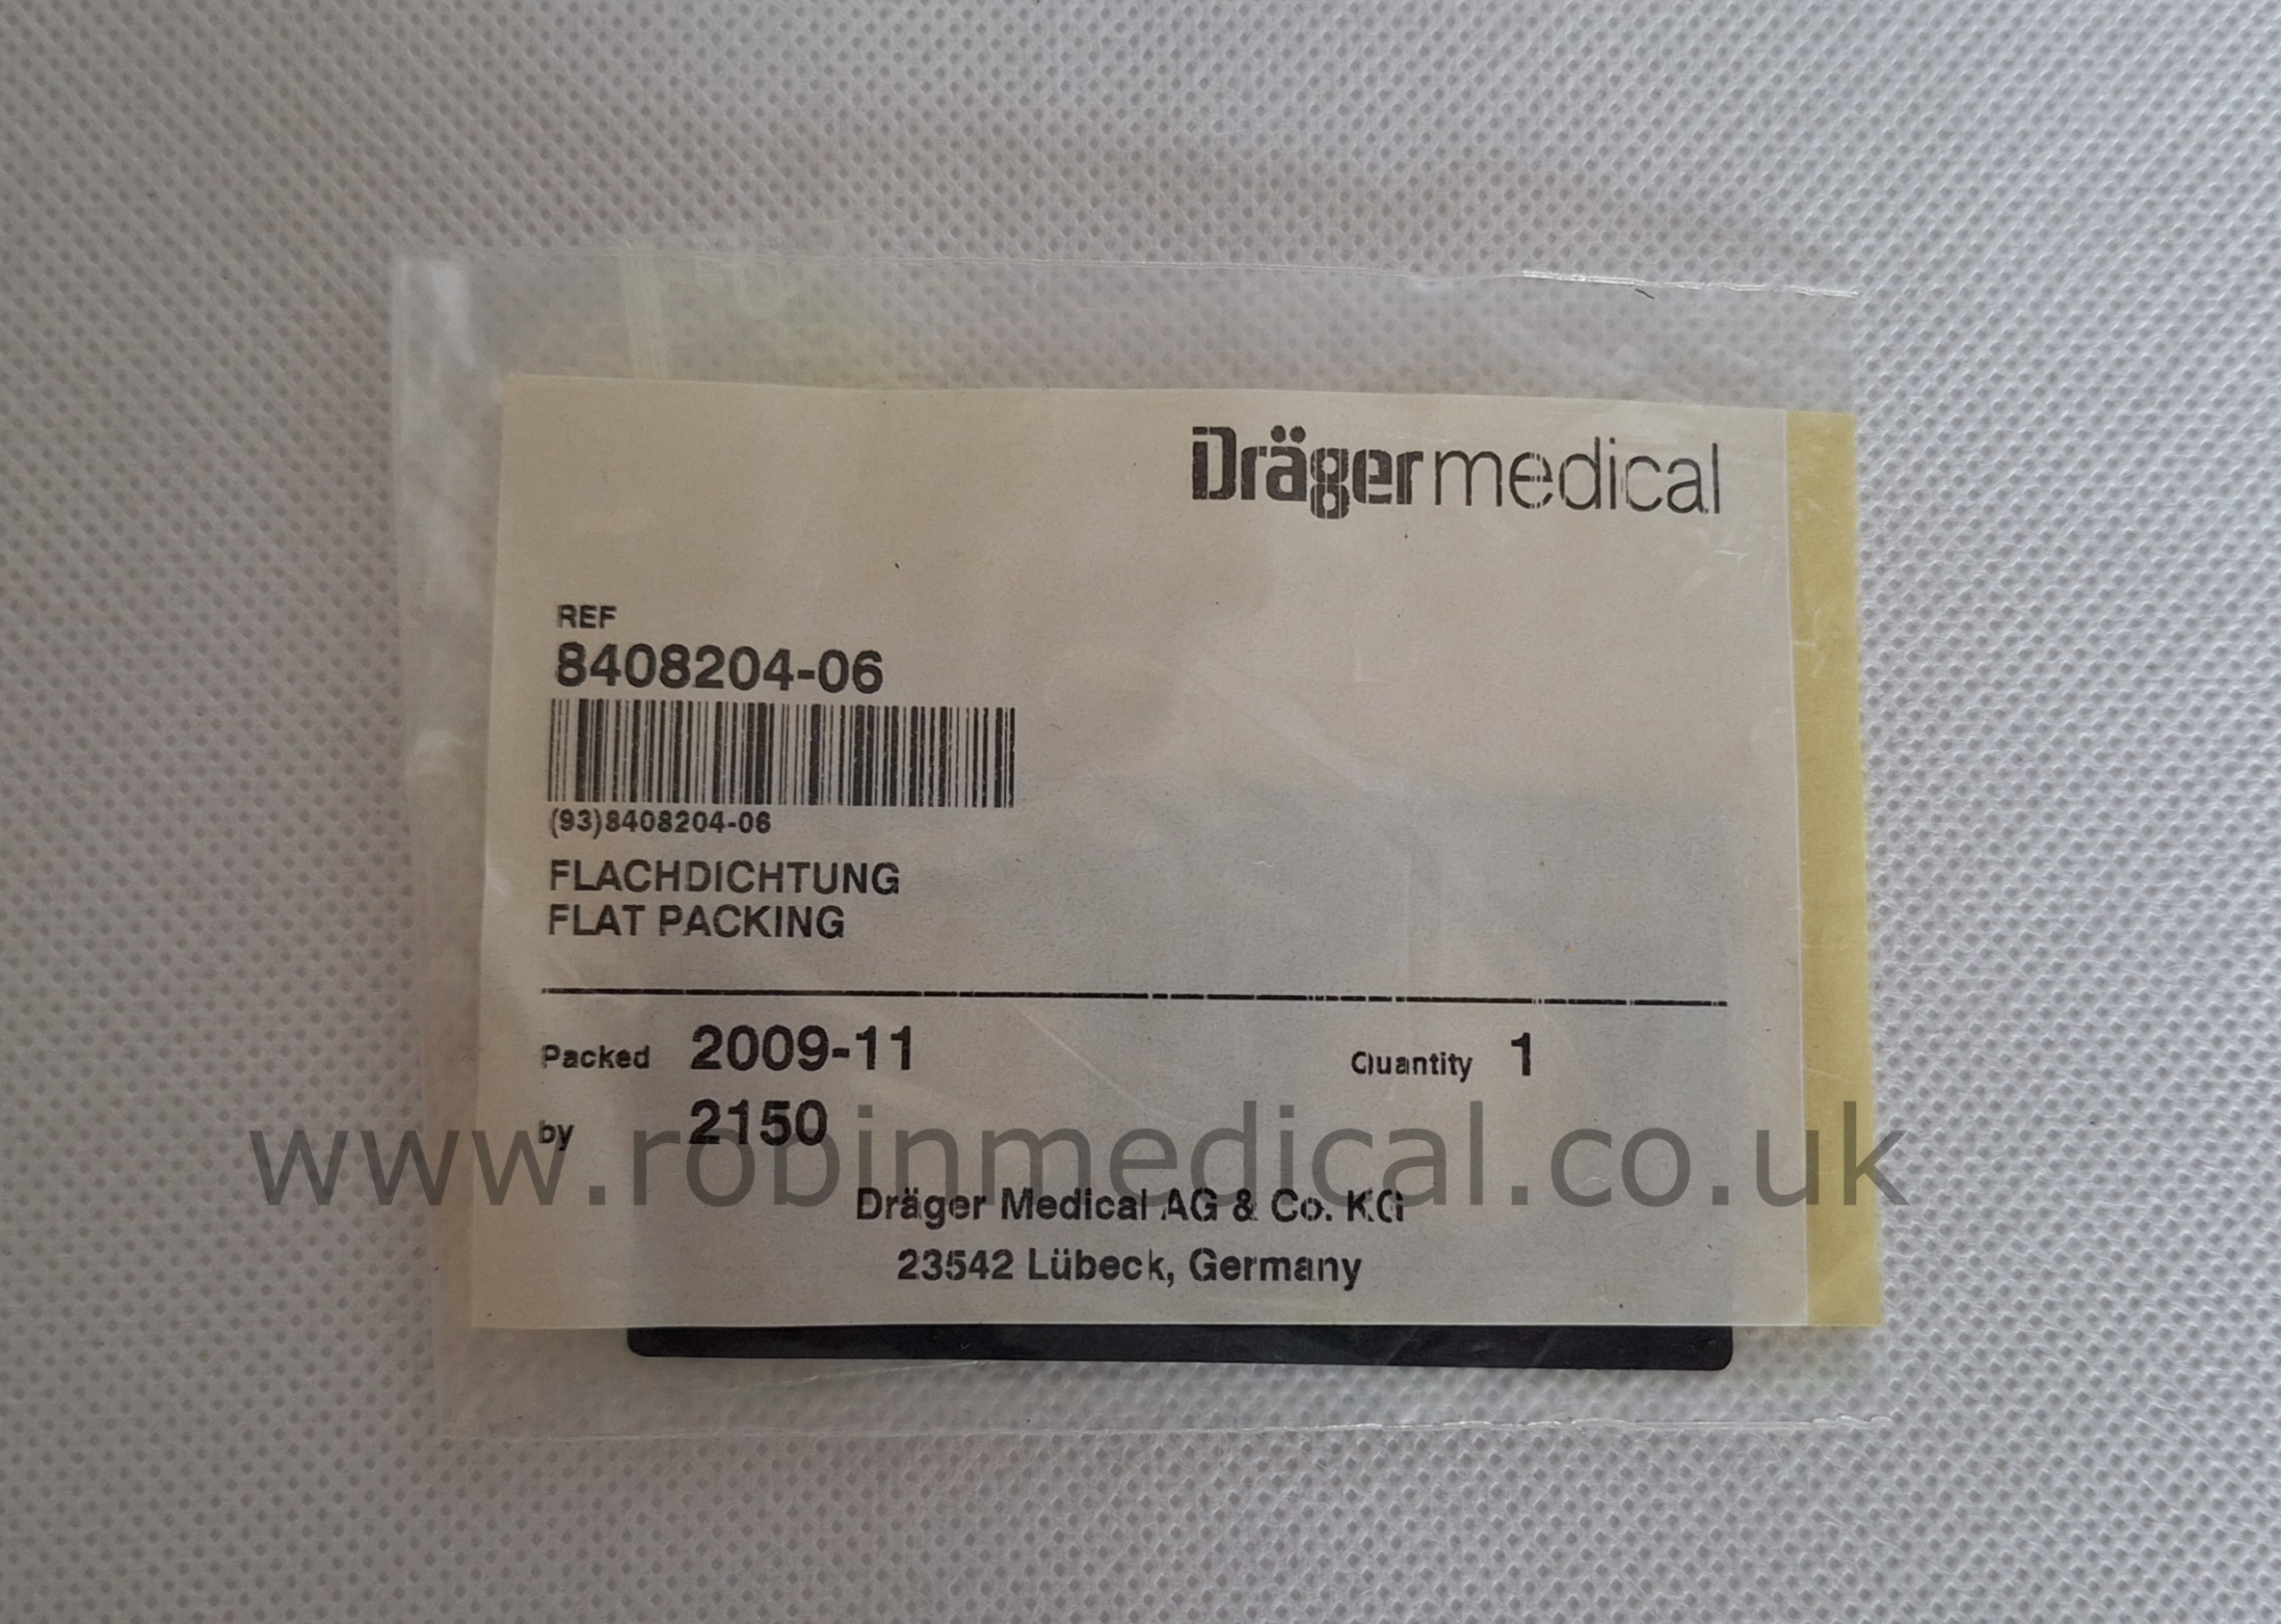 Drägermedical
REF
8408204-06
(93)8408204-06
FLACHDICHTUNG
FLAT PACKING
Packed 2009-11 Quantity 1
by 2150
www.robinmedical.co.uk
Dräger Medical AG & Co. KG
23542 Lübeck, Germany